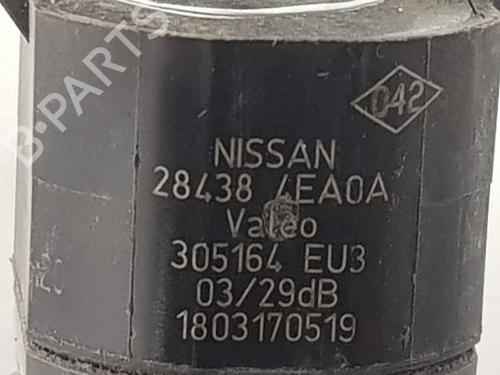 B-PARTS
042
NISSAN
28438 4EA0A
Valeo
305164 EU3
03/29dB
1803170519